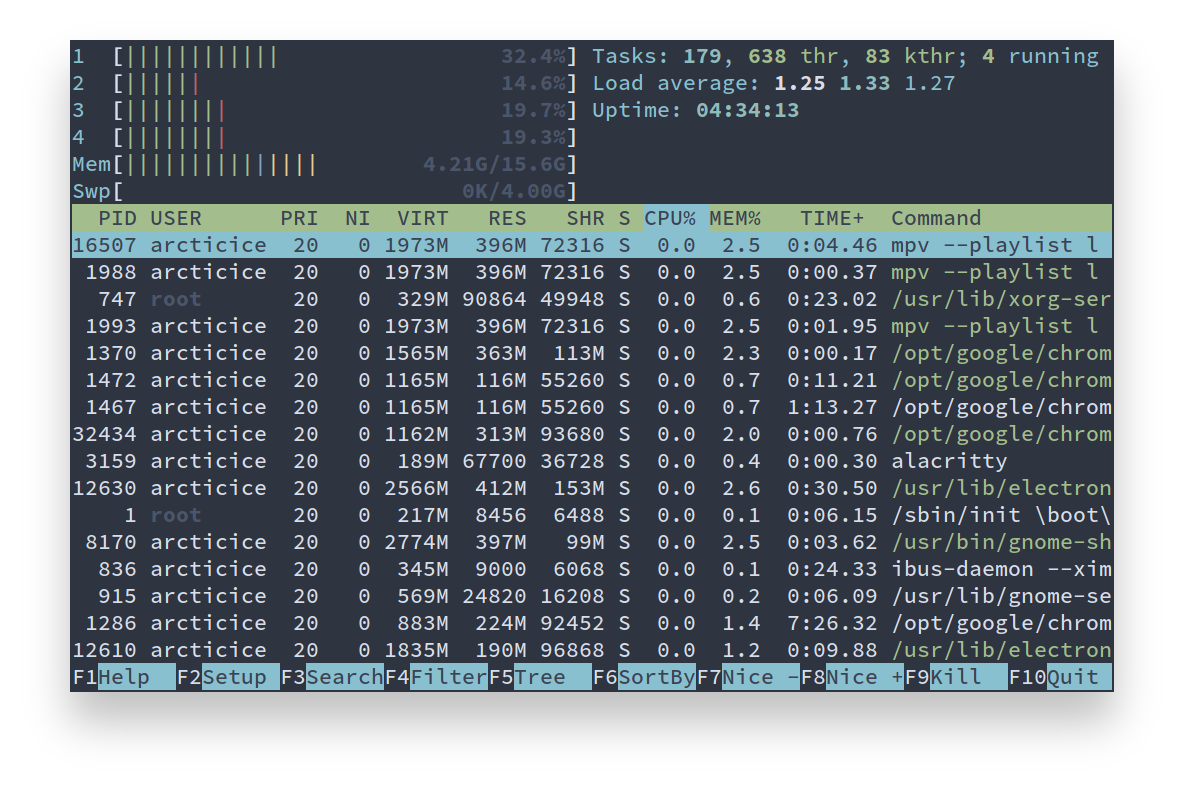 1 [|||||||||||| 32.4%] Tasks: 179, 638 thr, 83 kthr; 4 running
2 [|||||| 14.6%] Load average: 1.25 1.33 1.27
3 [|||||||| 19.7%] Uptime: 04:34:13
4 [|||||||| 19.3%]
Mem[||||||||||||||| 4.21G/15.6G]
Swp[ 0K/4.00G]
PID USER PRI NI VIRT RES SHR S CPU% MEM% TIME+ Command
16507 arcticice 20 0 1973M 396M 72316 S 0.0 2.5 0:04.46 mpv --playlist l
1988 arcticice 20 0 1973M 396M 72316 S 0.0 2.5 0:00.37 mpv --playlist l
747 root 20 0 329M 90864 49948 S 0.0 0.6 0:23.02 /usr/lib/xorg-ser
1993 arcticice 20 0 1973M 396M 72316 S 0.0 2.5 0:01.95 mpv --playlist l
1370 arcticice 20 0 1565M 363M 113M S 0.0 2.3 0:00.17 /opt/google/chrom
1472 arcticice 20 0 1165M 116M 55260 S 0.0 0.7 0:11.21 /opt/google/chrom
1467 arcticice 20 0 1165M 116M 55260 S 0.0 0.7 1:13.27 /opt/google/chrom
32434 arcticice 20 0 1162M 313M 93680 S 0.0 2.0 0:00.76 /opt/google/chrom
3159 arcticice 20 0 189M 67700 36728 S 0.0 0.4 0:00.30 alacritty
12630 arcticice 20 0 2566M 412M 153M S 0.0 2.6 0:30.50 /usr/lib/electron
1 root 20 0 217M 8456 6488 S 0.0 0.1 0:06.15 /sbin/init \boot\
8170 arcticice 20 0 2774M 397M 99M S 0.0 2.5 0:03.62 /usr/bin/gnome-sh
836 arcticice 20 0 345M 9000 6068 S 0.0 0.1 0:24.33 ibus-daemon --xim
915 arcticice 20 0 569M 24820 16208 S 0.0 0.2 0:06.09 /usr/lib/gnome-se
1286 arcticice 20 0 883M 224M 92452 S 0.0 1.4 7:26.32 /opt/google/chrom
12610 arcticice 20 0 1835M 190M 96868 S 0.0 1.2 0:09.88 /usr/lib/electron
F1Help F2Setup F3SearchF4FilterF5Tree F6SortByF7Nice -F8Nice +F9Kill F10Quit